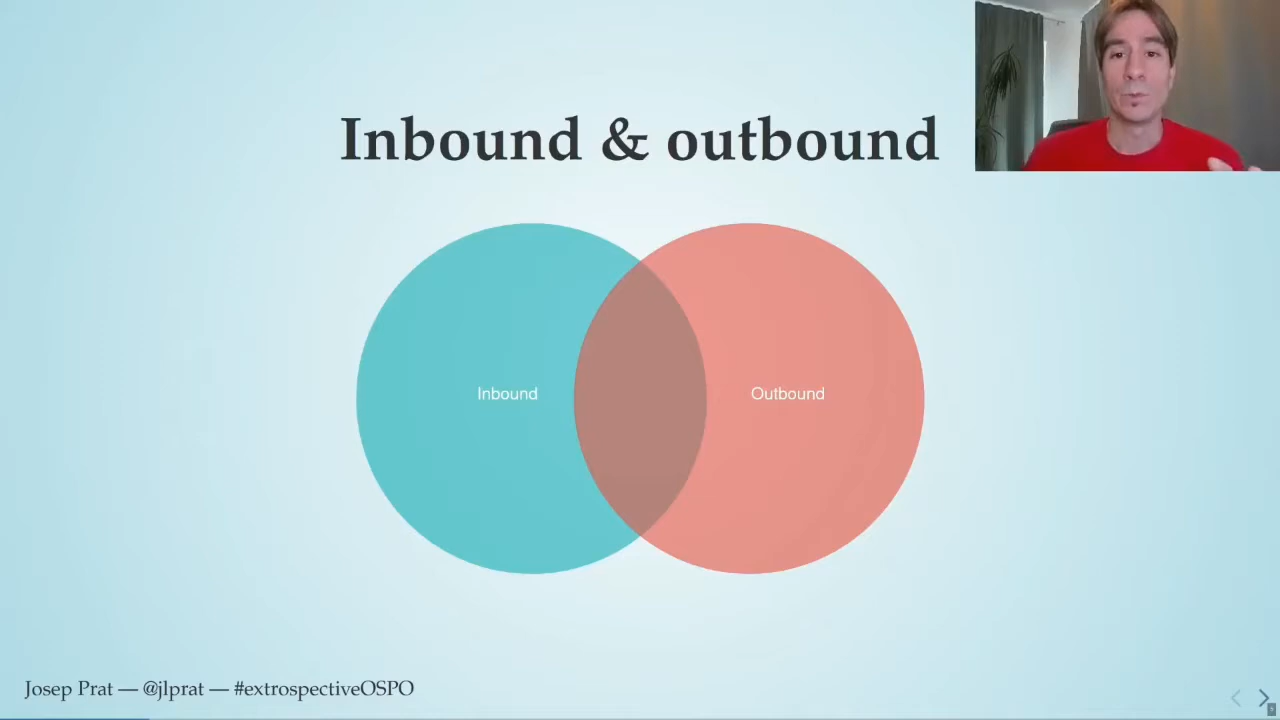 Inbound & outbound
Inbound
Outbound
Josep Prat — @jlprat — #extrospectiveOSPO